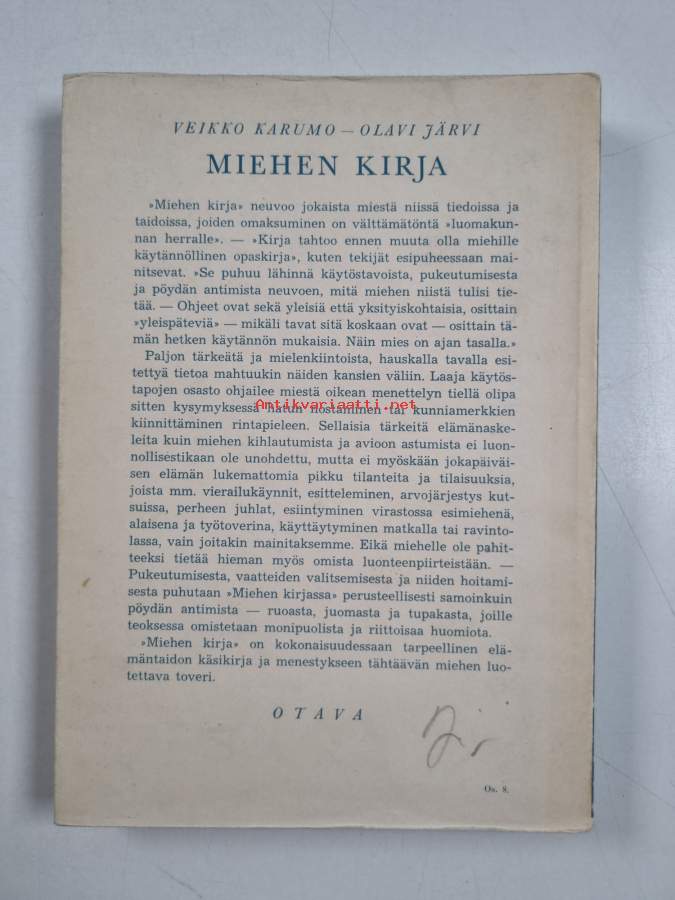 VEIKKO KARUMO — OLAVI JÄRVI
MIEHEN KIRJA
»Miehen kirja» neuvoo jokaista miestä niissä tiedoissa ja
taidoissa, joiden omaksuminen on välttämätöntä »luomakun-
nan herralle». — »Kirja tahtoo ennen muuta olla miehille
käytännöllinen opaskirja», kuten tekijät esipuheessaan mai-
nitsevat. »Se puhuu lähinnä käytöstavoista, pukeutumisesta
ja pöydän antimista neuvoen, mitä miehen niistä tulisi tie-
tää. — Ohjeet ovat sekä yleisiä että yksityiskohtaisia, osittain
»yleispäteviä» — mikäli tavat sitä koskaan ovat — osittain tä-
män hetken käytännön mukaisia. Näin mies on ajan tasalla.»
Paljon tärkeätä ja mielenkiintoista, hauskalla tavalla esi-
tettyä tietoa mahtuukin näiden kansien väliin. Laaja käytös-
tapojen osasto ohjailee miestä oikean menettelyn tiellä olipa
Antikvariaatti.net
sitten kysymyksessä hatun nostaminen tai kunniamerkkien
kiinnittäminen rintapieleen. Sellaisia tärkeitä elämänaske-
leita kuin miehen kihlautumista ja avioon astumista ei luon-
nollisestikaan ole unohdettu, mutta ei myöskään jokapäiväi-
sen elämän lukemattomia pikku tilanteita ja tilaisuuksia,
joista mm. vierailukäynnit, esitteleminen, arvojärjestys kut-
suissa, perheen juhlat, esiintyminen virastossa esimiehenä,
alaisena ja työtoverina, käyttäytyminen matkalla tai ravinto-
lassa, vain joitakin mainitaksemme. Eikä miehelle ole pahit-
teeksi tietää hieman myös omista luonteenpiirteistään. —
Pukeutumisesta, vaatteiden valitsemisesta ja niiden hoitami-
sesta puhutaan »Miehen kirjassa» perusteellisesti samoinkuin
pöydän antimista — ruoasta, juomasta ja tupakasta, joille
teoksessa omistetaan monipuolista ja riittoisaa huomiota.
»Miehen kirja» on kokonaisuudessaan tarpeellinen elä-
mäntaidon käsikirja ja menestykseen tähtäävän miehen luo-
tettava toveri.
OTAVA
Os. 8.